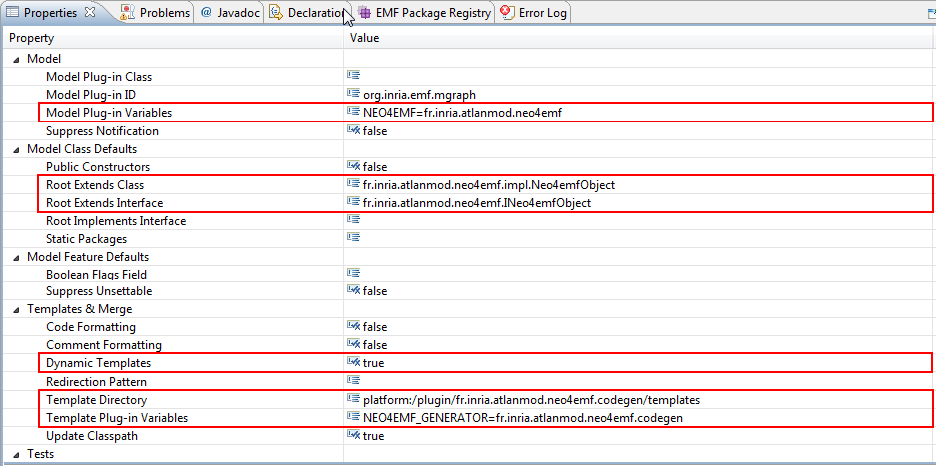 Properties Problems @ Javadoc Declaration EMF Package Registry Error Log
Property Value
Model
Model Plug-in Class
Model Plug-in ID org.inria.emf.mgraph
Model Plug-in Variables NEO4EMF=fr.inria.atlanmod.neo4emf
Suppress Notification false
Model Class Defaults
Public Constructors false
Root Extends Class fr.inria.atlanmod.neo4emf.impl.Neo4emfObject
Root Extends Interface fr.inria.atlanmod.neo4emf.INeo4emfObject
Root Implements Interface
Static Packages
Model Feature Defaults
Boolean Flags Field
Suppress Unsettable false
Templates & Merge
Code Formatting false
Comment Formatting false
Dynamic Templates true
Redirection Pattern
Template Directory platform:/plugin/fr.inria.atlanmod.neo4emf.codegen/templates
Template Plug-in Variables NEO4EMF_GENERATOR=fr.inria.atlanmod.neo4emf.codegen
Update Classpath true
Tests